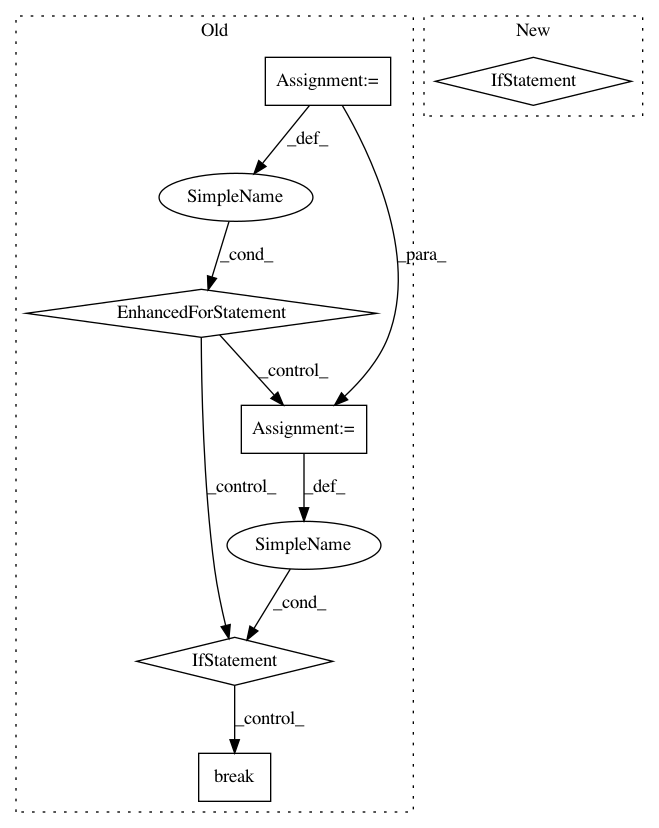 Old
New
Assignment:=
IfStatement
_def_
SimpleName
_cond_
_para_
EnhancedForStatement
_control_
Assignment:=
_control_
_def_
SimpleName
_cond_
IfStatement
_control_
break